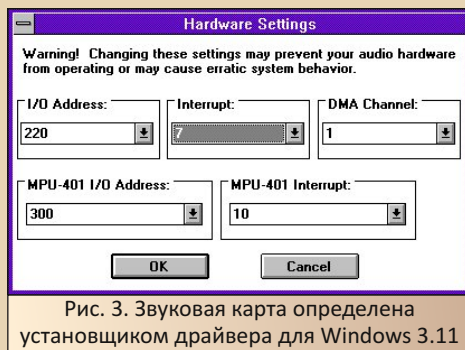 Hardware Settings
Warning! Changing these settings may prevent your audio hardware
from operating or may cause erratic system behavior.
I/O Address: Interrupt: DMA Channel:
220 7 1
MPU-401 I/O Address: MPU-401 Interrupt:
300 10
OK Cancel
Рис. 3. Звуковая карта определена
установщиком драйвера для Windows 3.11